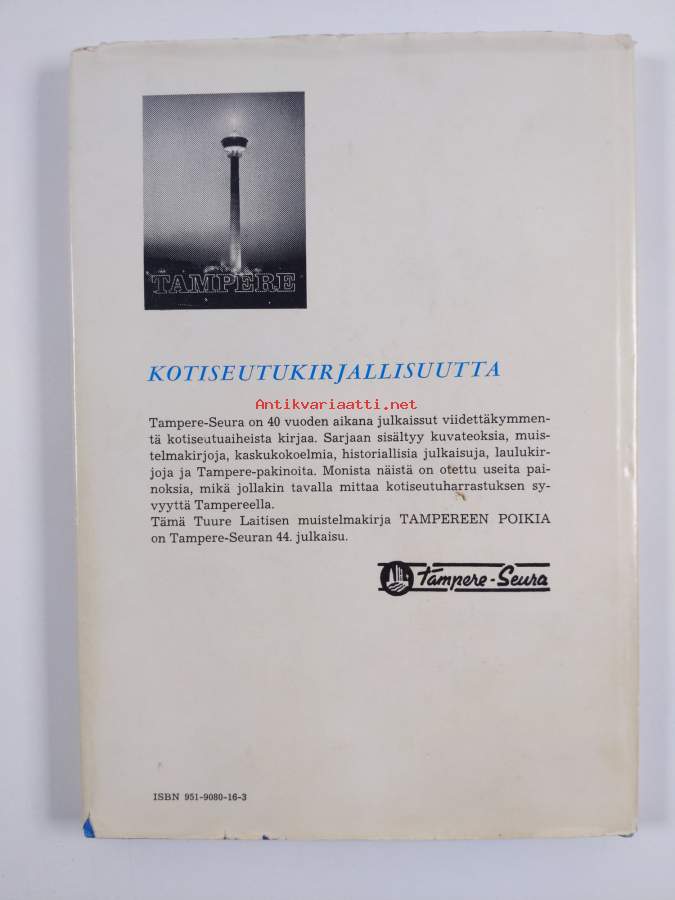 TAMPERE
KOTISEUTUKIRJALLISUUTTA
Antikvariaatti.net
Tampere-Seura on 40 vuoden aikana julkaissut viidettäkymmen-
tä kotiseutuaiheista kirjaa. Sarjaan sisältyy kuvateoksia, muis-
telmakirjoja, kaskukokoelmia, historiallisia julkaisuja, laulukir-
joja ja Tampere-pakinoita. Monista näistä on otettu useita pai-
noksia, mikä jollakin tavalla mittaa kotiseutuharrastuksen sy-
vyyttä Tampereella.
Tämä Tuure Laitisen muistelmakirja TAMPEREEN POIKIA
on Tampere-Seuran 44. julkaisu.
Tampere-Seura
ISBN 951-9080-16-3